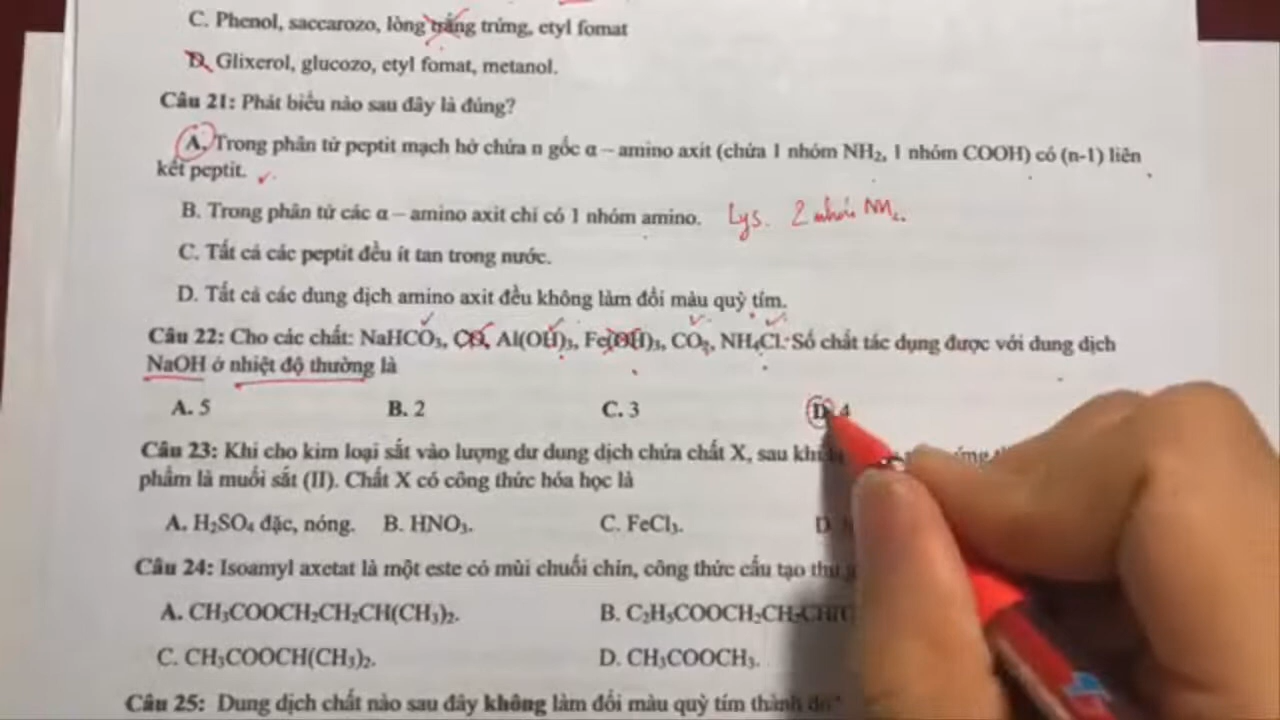 C. Phenol, saccarozo, lòng trắng trứng, etyl fomat
D. Glixerol, glucozo, etyl fomat, metanol.
Câu 21: Phát biểu nào sau đây là đúng?
A. Trong phân tử peptit mạch hở chứa n gốc α – amino axit (chứa 1 nhóm NH₂, 1 nhóm COOH) có (n-1) liên
kết peptit.
B. Trong phân tử các α – amino axit chỉ có 1 nhóm amino. Lys. 2 nhóm NH₂.
C. Tất cả các peptit đều ít tan trong nước.
D. Tất cả các dung dịch amino axit đều không làm đổi màu quỳ tím.
Câu 22: Cho các chất: NaHCO₃, CO, Al(OH)₃, Fe(OH)₃, CO₂, NH₄Cl. Số chất tác dụng được với dung dịch
NaOH ở nhiệt độ thường là
A. 5 B. 2 C. 3 D. 4
Câu 23: Khi cho kim loại sắt vào lượng dư dung dịch chứa chất X, sau khi
phẩm là muối sắt (II). Chất X có công thức hóa học là
A. H₂SO₄ đặc, nóng. B. HNO₃. C. FeCl₃. D
Câu 24: Isoamyl axetat là một este có mùi chuối chín, công thức cấu tạo thu
A. CH₃COOCH₂CH₂CH(CH₃)₂. B. C₂H₅COOCH₂CH₂CH(C
C. CH₃COOCH(CH₃)₂. D. CH₃COOCH₃.
Câu 25: Dung dịch chất nào sau đây không làm đổi màu quỳ tím thành